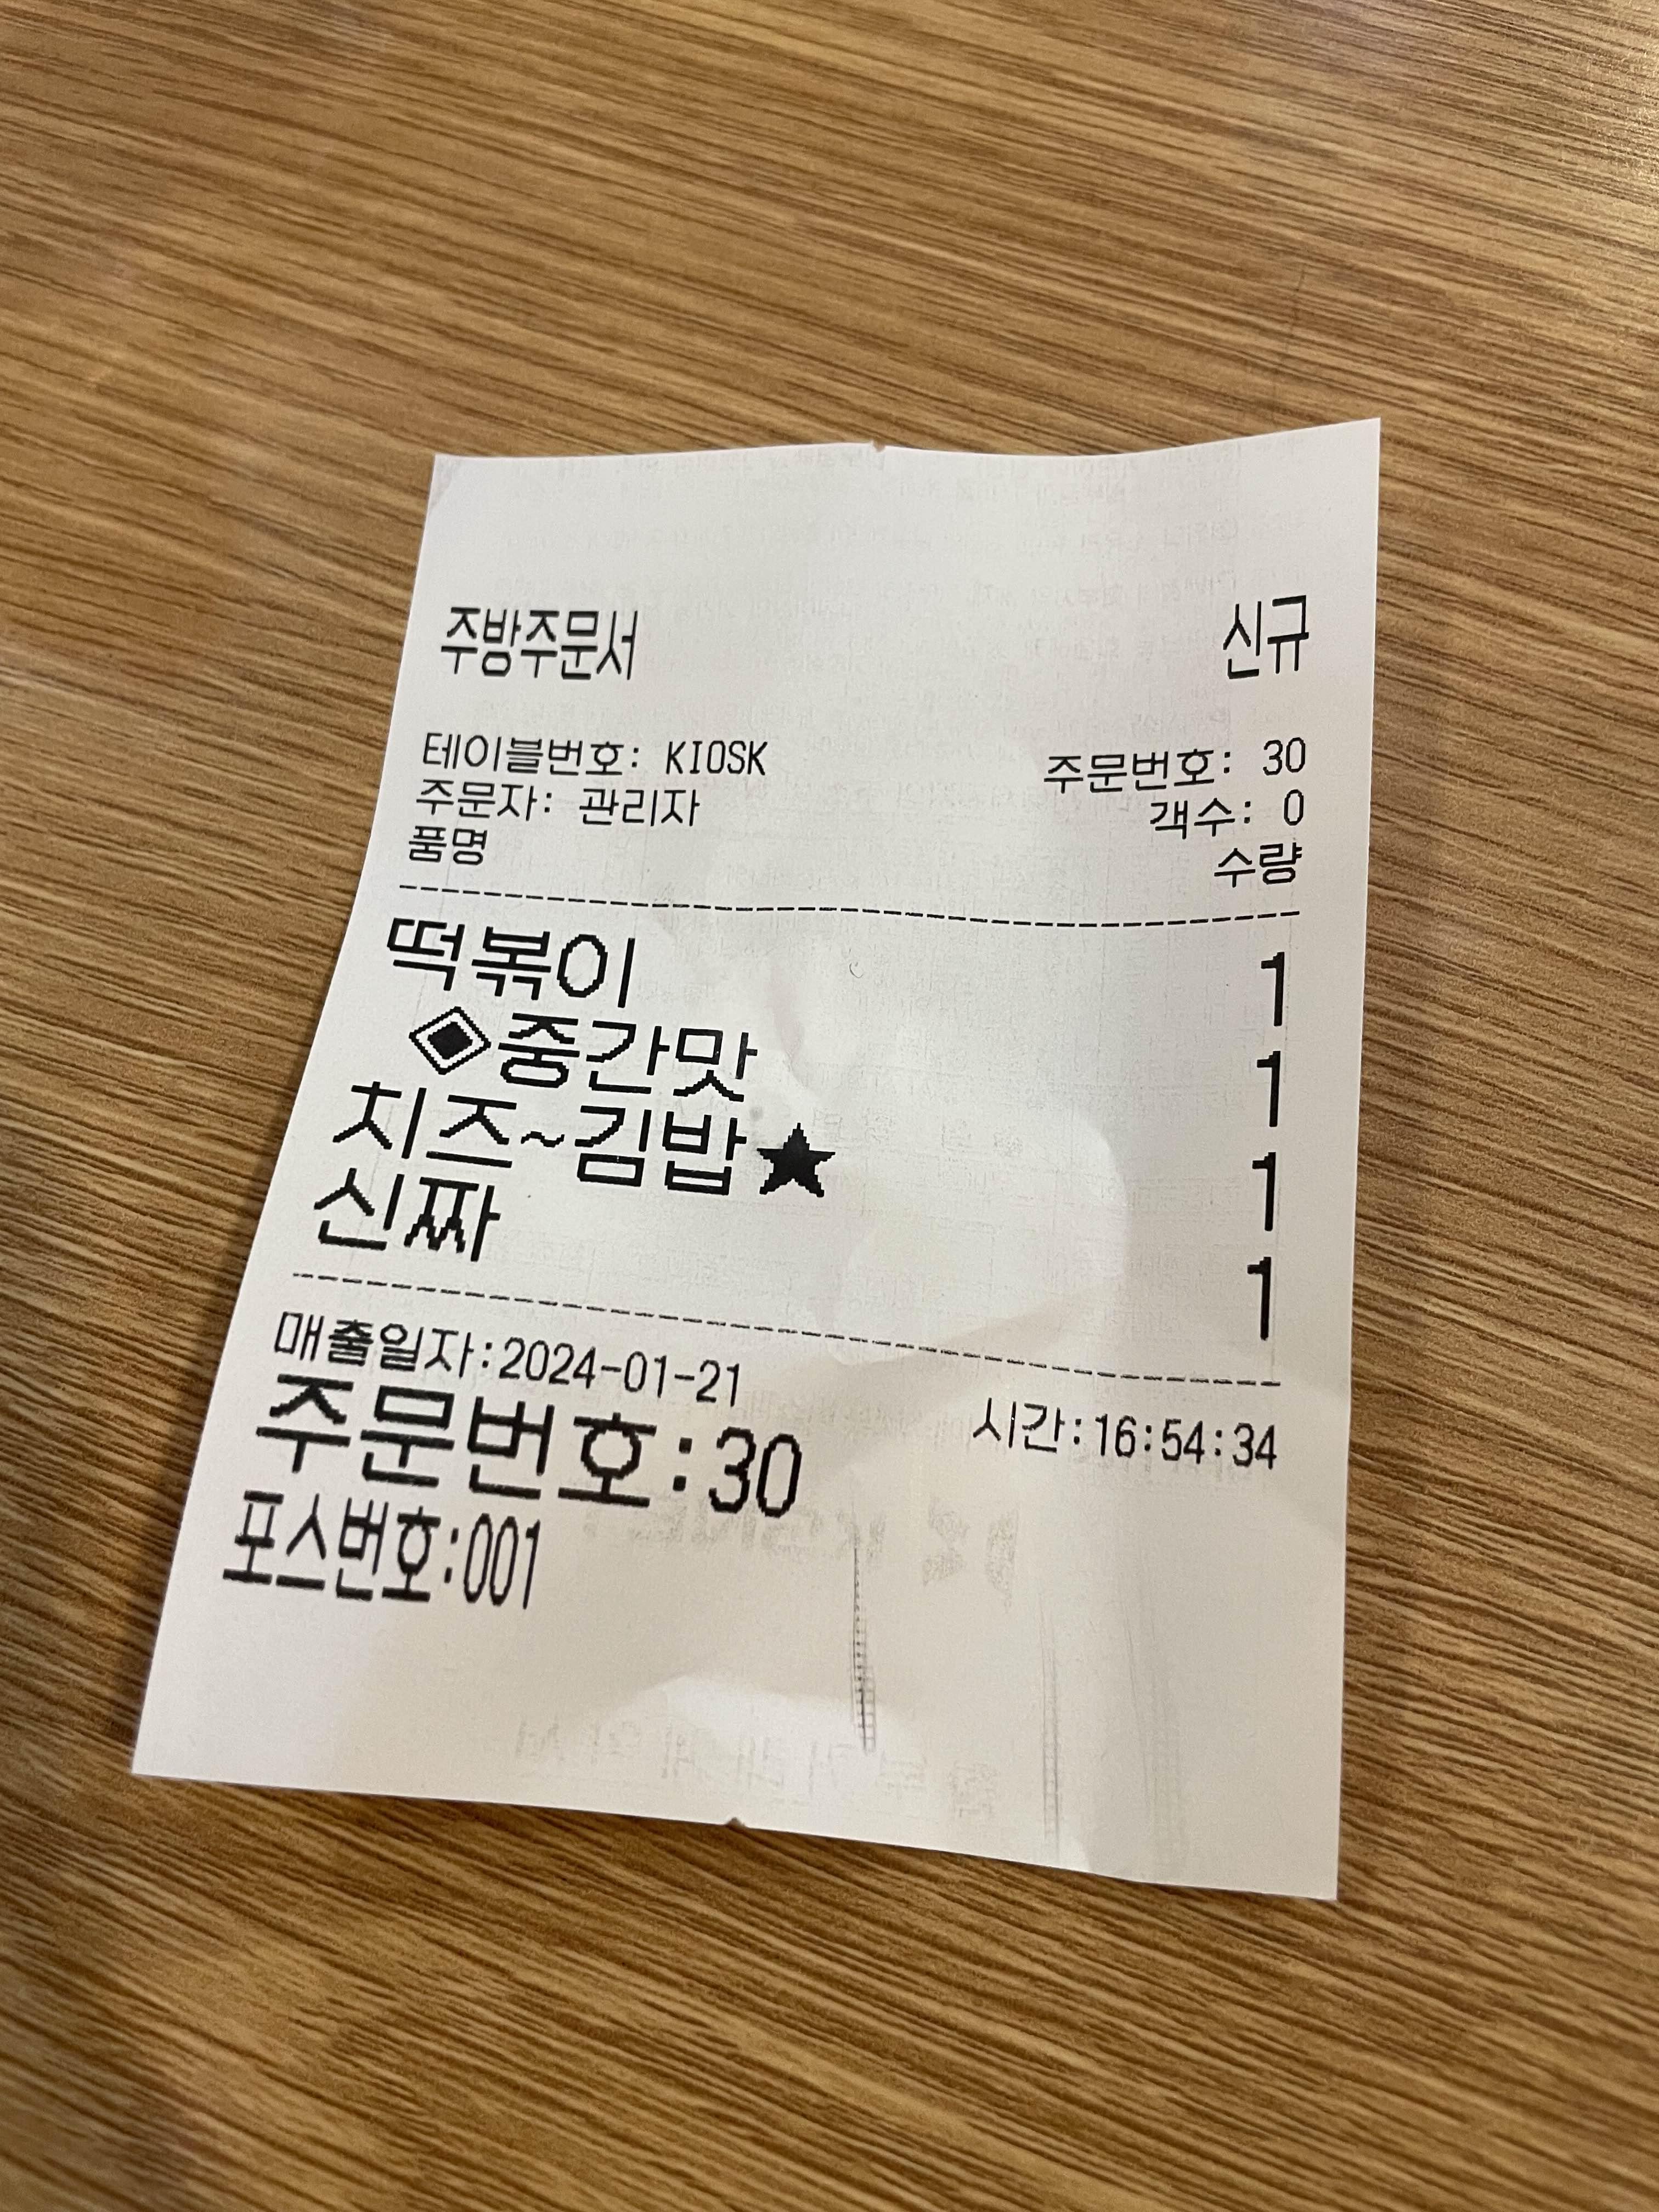 주방주문서 신규
테이블번호: KIOSK 주문번호: 30
주문자: 관리자 객수: 0
품명 수량
떡볶이 1
◈중간맛 1
치즈~김밥★ 1
신짜 1
매출일자:2024-01-21 시간:16:54:34
주문번호:30
포스번호:001